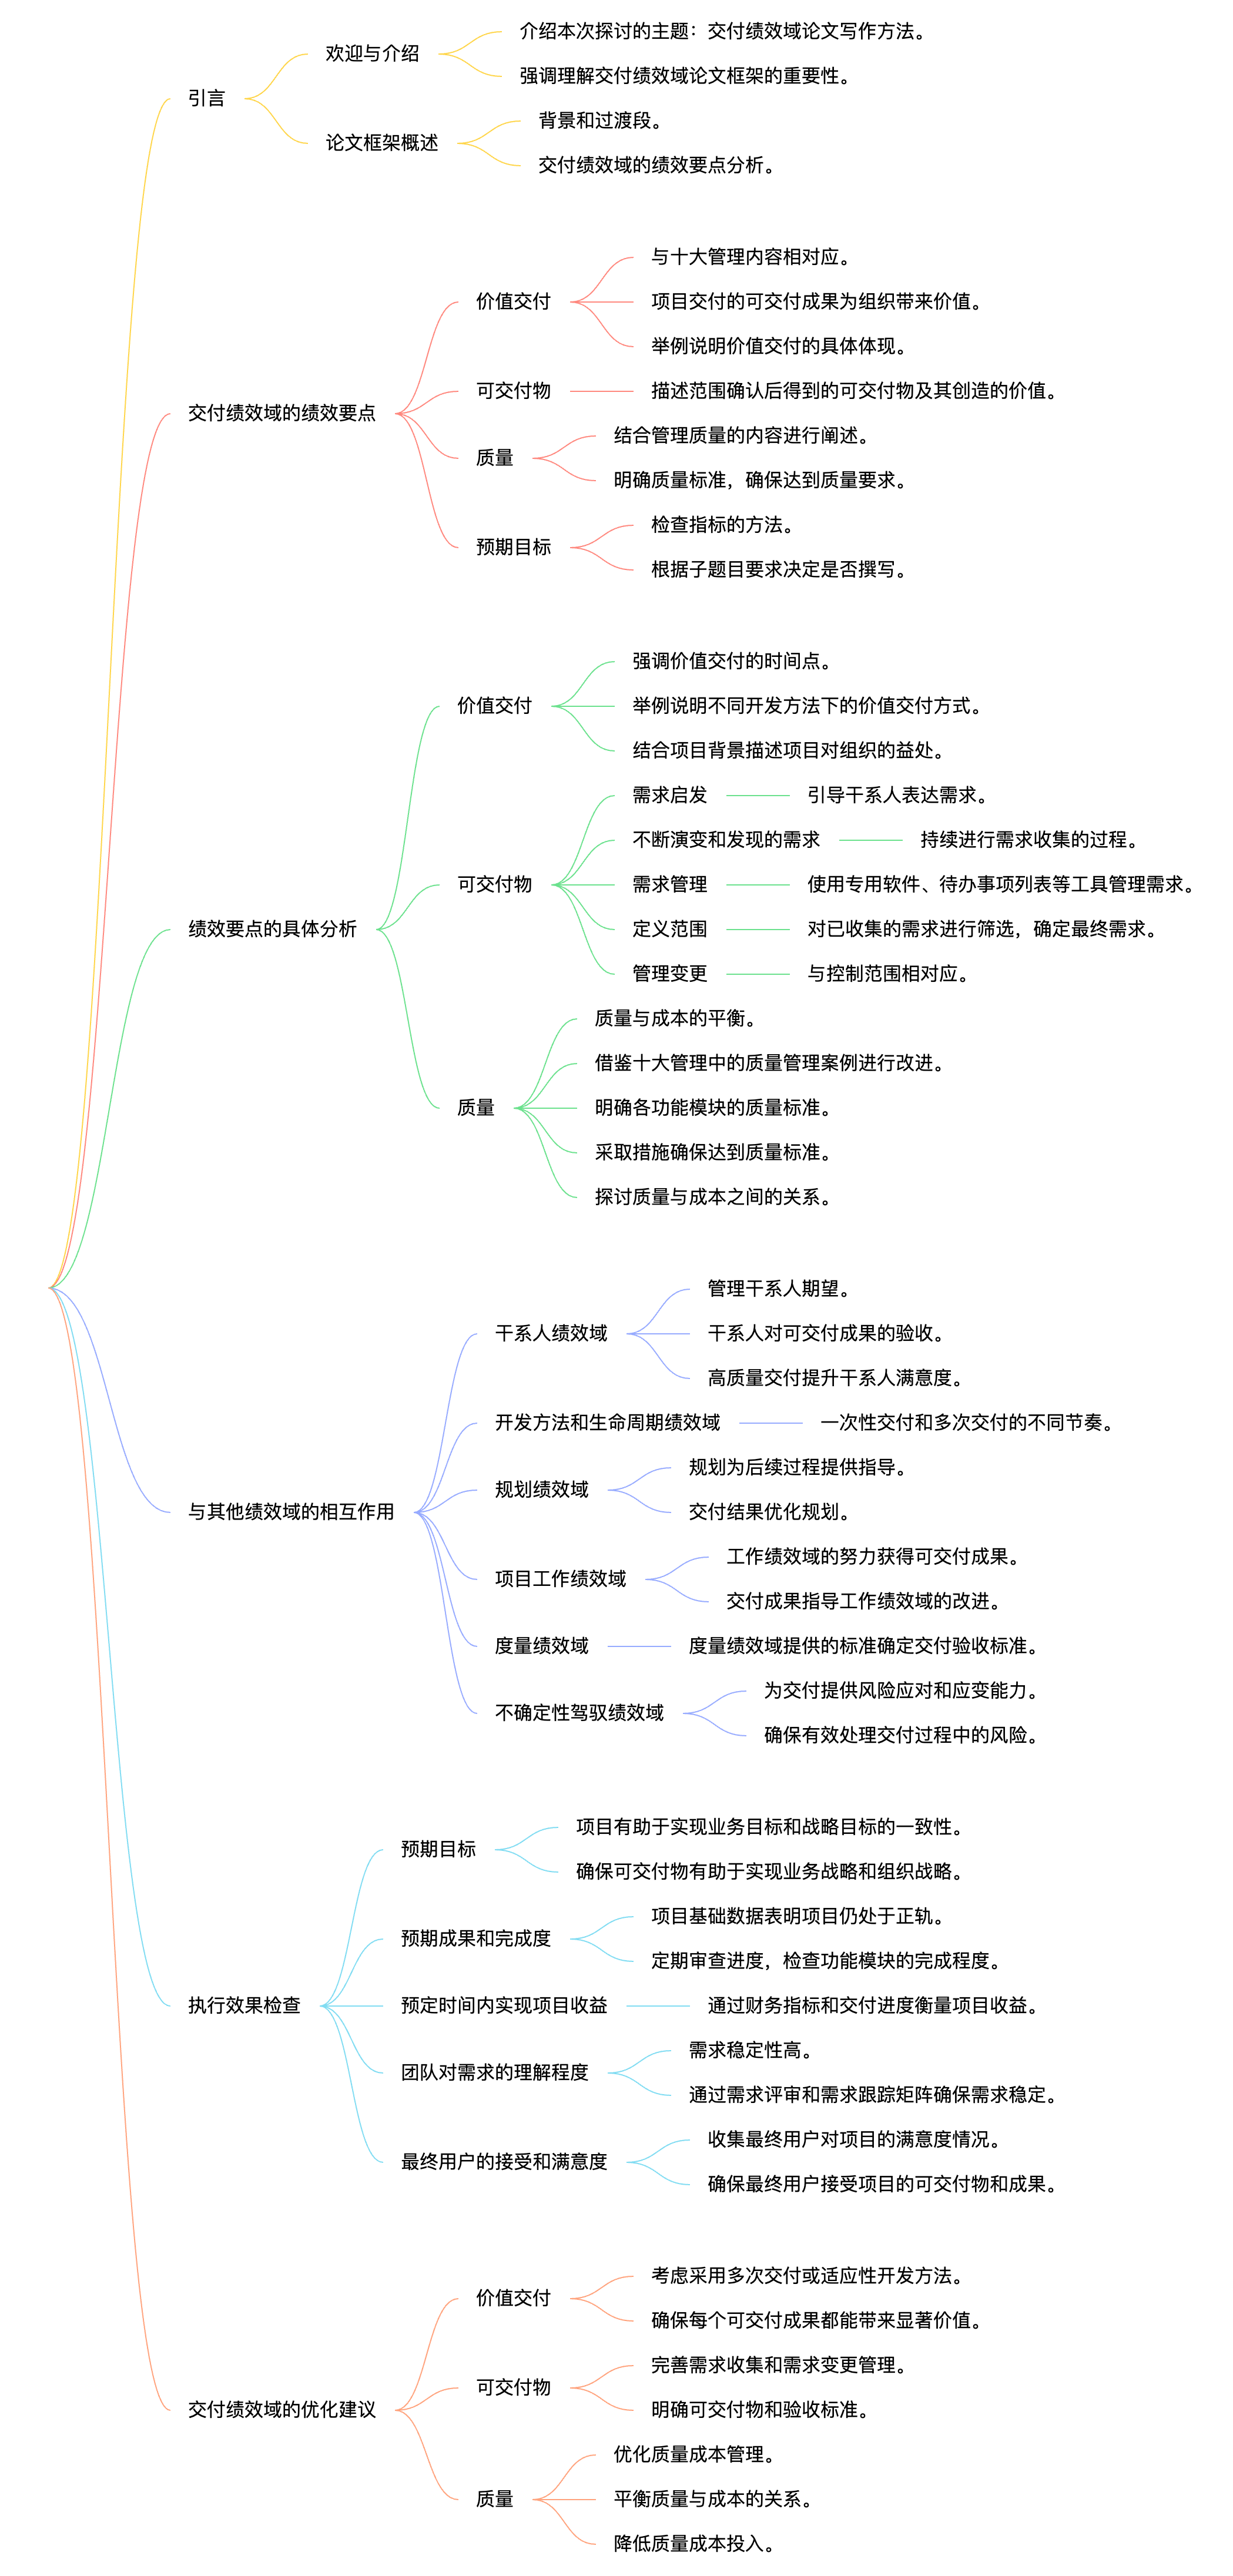 引言
欢迎与介绍
介绍本次探讨的主题：交付绩效域论文写作方法。
强调理解交付绩效域论文框架的重要性。
论文框架概述
背景和过渡段。
交付绩效域的绩效要点分析。
交付绩效域的绩效要点
价值交付
与十大管理内容相对应。
项目交付的可交付成果为组织带来价值。
举例说明价值交付的具体体现。
可交付物
描述范围确认后得到的可交付物及其创造的价值。
质量
结合管理质量的内容进行阐述。
明确质量标准，确保达到质量要求。
预期目标
检查指标的方法。
根据子题目要求决定是否撰写。
绩效要点的具体分析
价值交付
强调价值交付的时间点。
举例说明不同开发方法下的价值交付方式。
结合项目背景描述项目对组织的益处。
可交付物
需求启发
引导干系人表达需求。
不断演变和发现的需求
持续进行需求收集的过程。
需求管理
使用专用软件、待办事项列表等工具管理需求。
定义范围
对已收集的需求进行筛选，确定最终需求。
管理变更
与控制范围相对应。
质量
质量与成本的平衡。
借鉴十大管理中的质量管理案例进行改进。
明确各功能模块的质量标准。
采取措施确保达到质量标准。
探讨质量与成本之间的关系。
与其他绩效域的相互作用
干系人绩效域
管理干系人期望。
干系人对可交付成果的验收。
高质量交付提升干系人满意度。
开发方法和生命周期绩效域
一次性交付和多次交付的不同节奏。
规划绩效域
规划为后续过程提供指导。
交付结果优化规划。
项目工作绩效域
工作绩效域的努力获得可交付成果。
交付成果指导工作绩效域的改进。
度量绩效域
度量绩效域提供的标准确定交付验收标准。
不确定性驾驭绩效域
为交付提供风险应对和应变能力。
确保有效处理交付过程中的风险。
执行效果检查
预期目标
项目有助于实现业务目标和战略目标的一致性。
确保可交付物有助于实现业务战略和组织战略。
预期成果和完成度
项目基础数据表明项目仍处于正轨。
定期审查进度，检查功能模块的完成程度。
预定时间内实现项目收益
通过财务指标和交付进度衡量项目收益。
团队对需求的理解程度
需求稳定性高。
通过需求评审和需求跟踪矩阵确保需求稳定。
最终用户的接受和满意度
收集最终用户对项目的满意度情况。
确保最终用户接受项目的可交付物和成果。
交付绩效域的优化建议
价值交付
考虑采用多次交付或适应性开发方法。
确保每个可交付成果都能带来显著价值。
可交付物
完善需求收集和需求变更管理。
明确可交付物和验收标准。
质量
优化质量成本管理。
平衡质量与成本的关系。
降低质量成本投入。